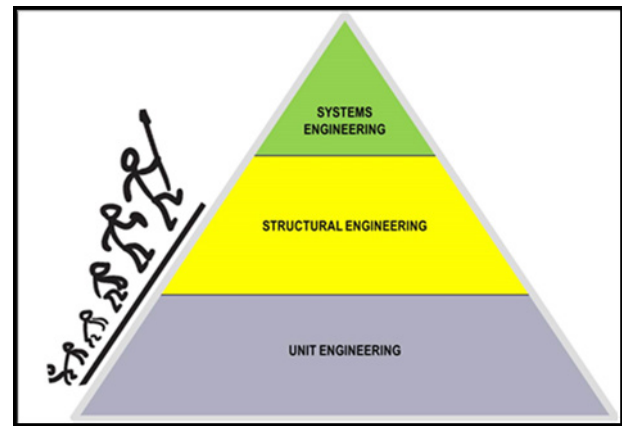 SYSTEMS
ENGINEERING
STRUCTURAL ENGINEERING
UNIT ENGINEERING